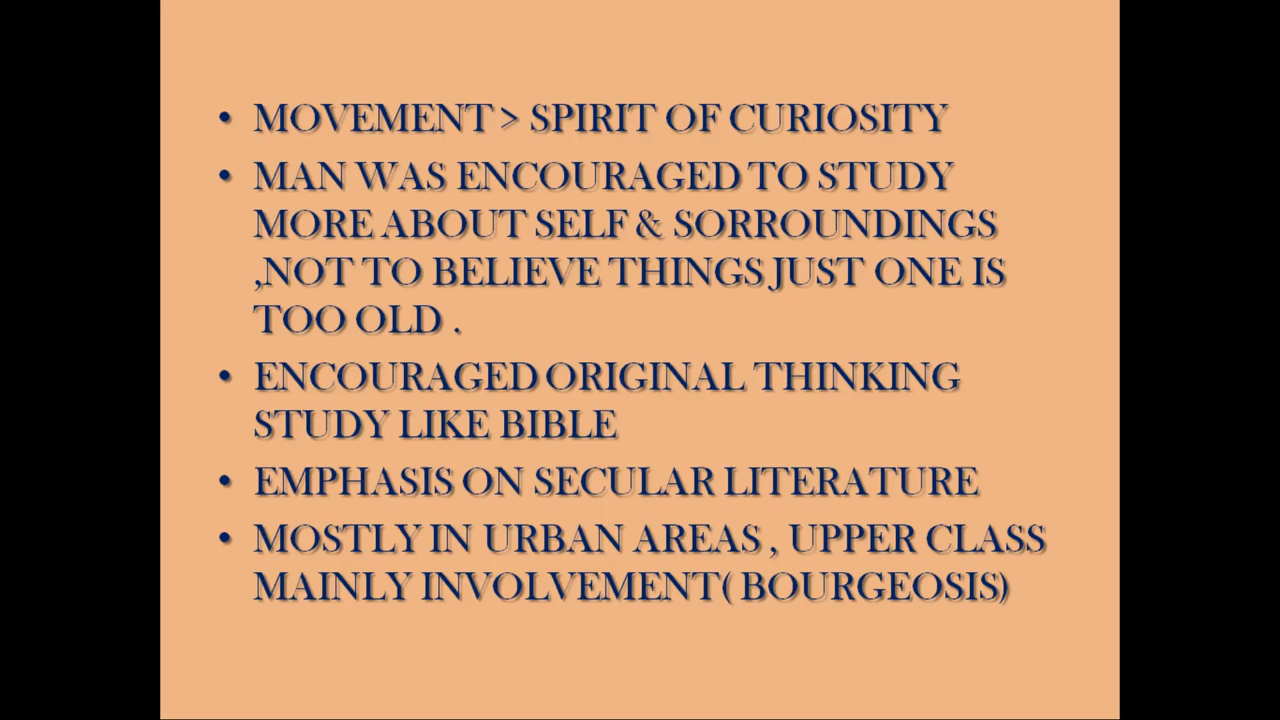 • MOVEMENT > SPIRIT OF CURIOSITY
• MAN WAS ENCOURAGED TO STUDY
MORE ABOUT SELF & SORROUNDINGS
,NOT TO BELIEVE THINGS JUST ONE IS
TOO OLD .
• ENCOURAGED ORIGINAL THINKING
STUDY LIKE BIBLE
• EMPHASIS ON SECULAR LITERATURE
• MOSTLY IN URBAN AREAS , UPPER CLASS
MAINLY INVOLVEMENT( BOURGEOSIS)